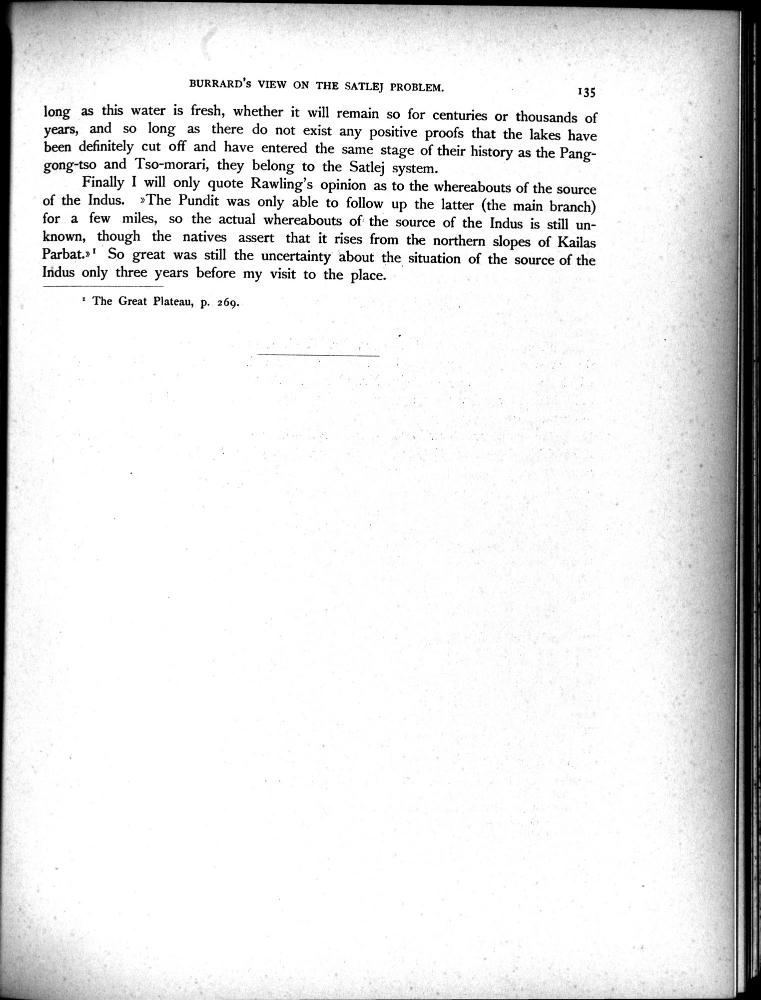 BURRARD'S VIEW ON THE SATLEJ PROBLEM.
135
long as this water is fresh, whether it will remain so for centuries or thousands of
years, and so long as there do not exist any positive proofs that the lakes have
been definitely cut off and have entered the same stage of their history as the Pang-
gong-tso and Tso-morari, they belong to the Satlej system.
Finally I will only quote Rawling's opinion as to the whereabouts of the source
of the Indus. »The Pundit was only able to follow up the latter (the main branch)
for a few miles, so the actual whereabouts of the source of the Indus is still un-
known, though the natives assert that it rises from the northern slopes of Kailas
Parbat.»¹ So great was still the uncertainty about the situation of the source of the
Indus only three years before my visit to the place.
¹ The Great Plateau, p. 269.